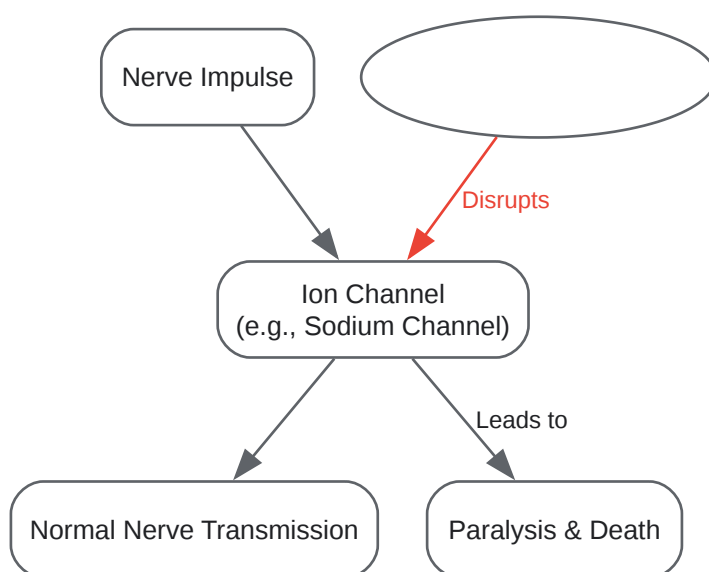 Nerve Impulse
Disrupts
Ion Channel
(e.g., Sodium Channel)
Leads to
Normal Nerve Transmission
Paralysis & Death